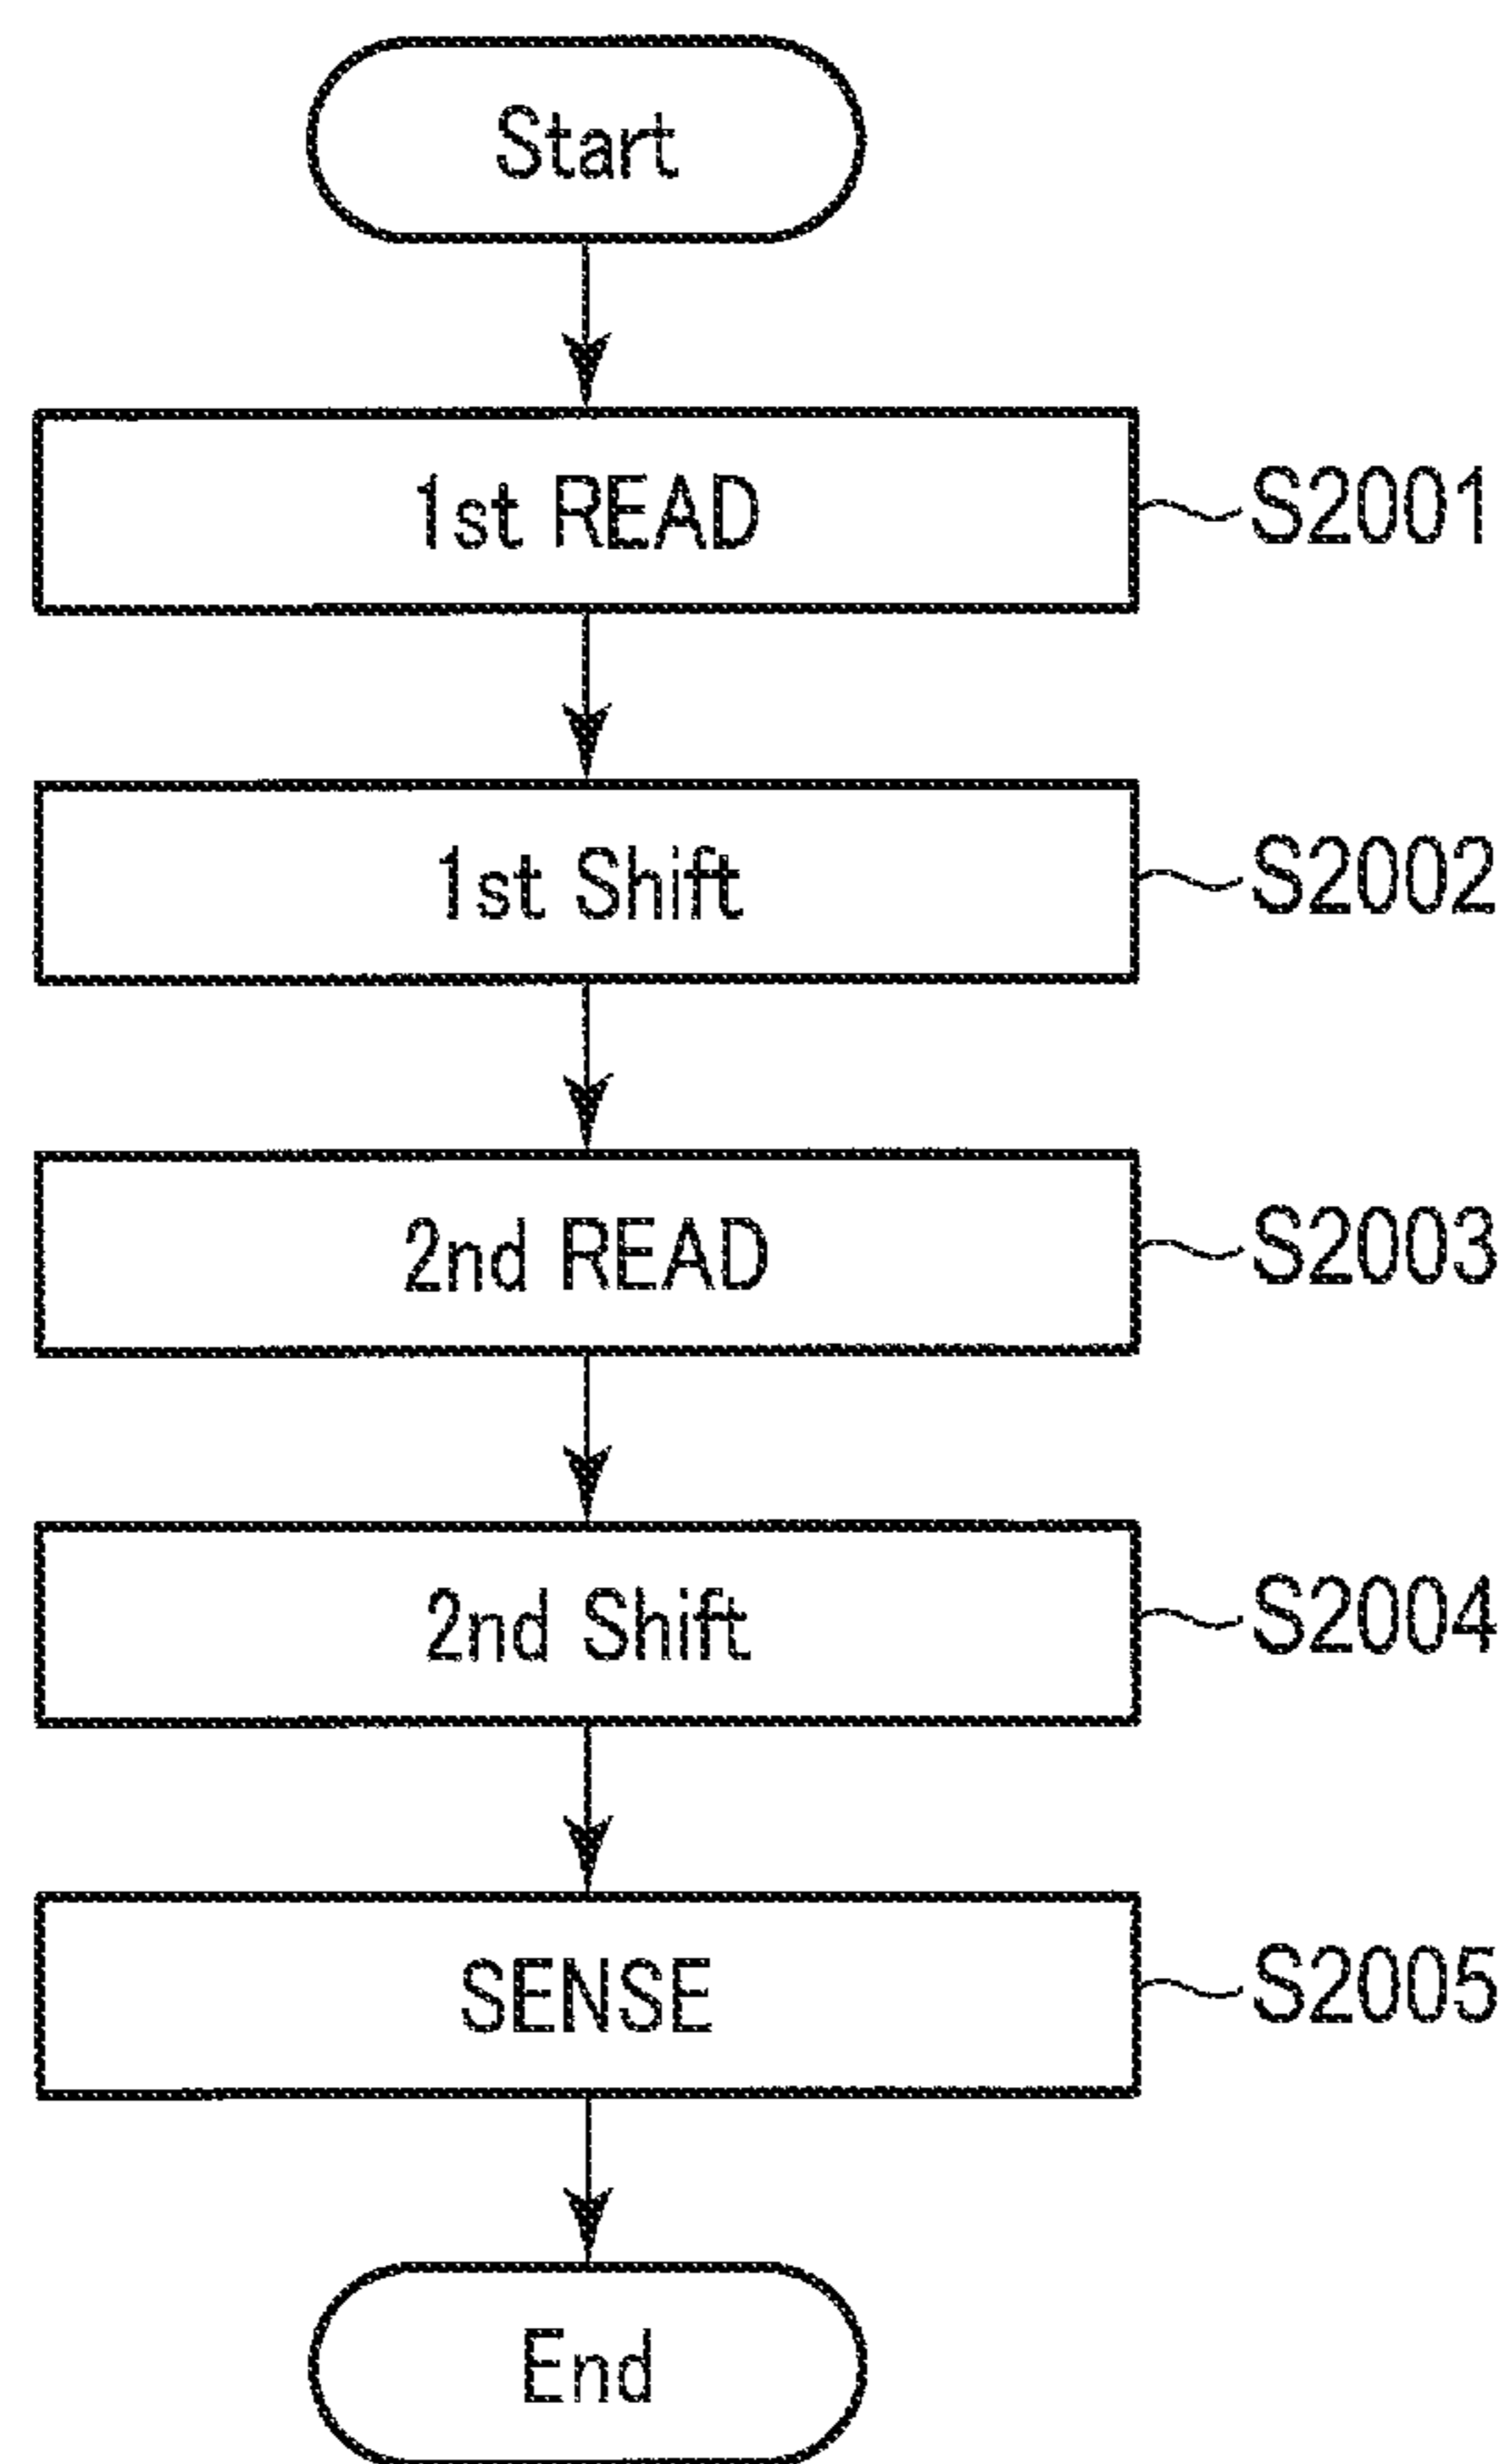 Start
1st READ S2001
1st Shift S2002
2nd READ S2003
2nd Shift S2004
SENSE S2005
End